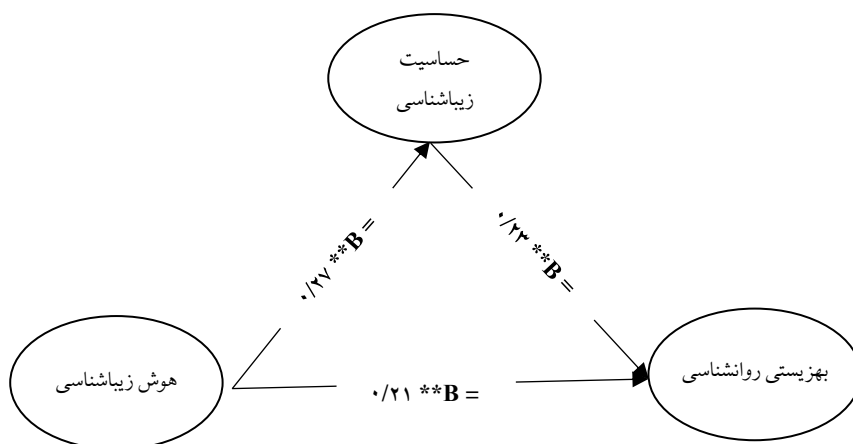 حساسیت
زیباشناسی
۰/۲۷ **B =
۰/۲۳ **B =
هوش زیباشناسی
بهزیستی روانشناسی
۰/۲۱ **B =